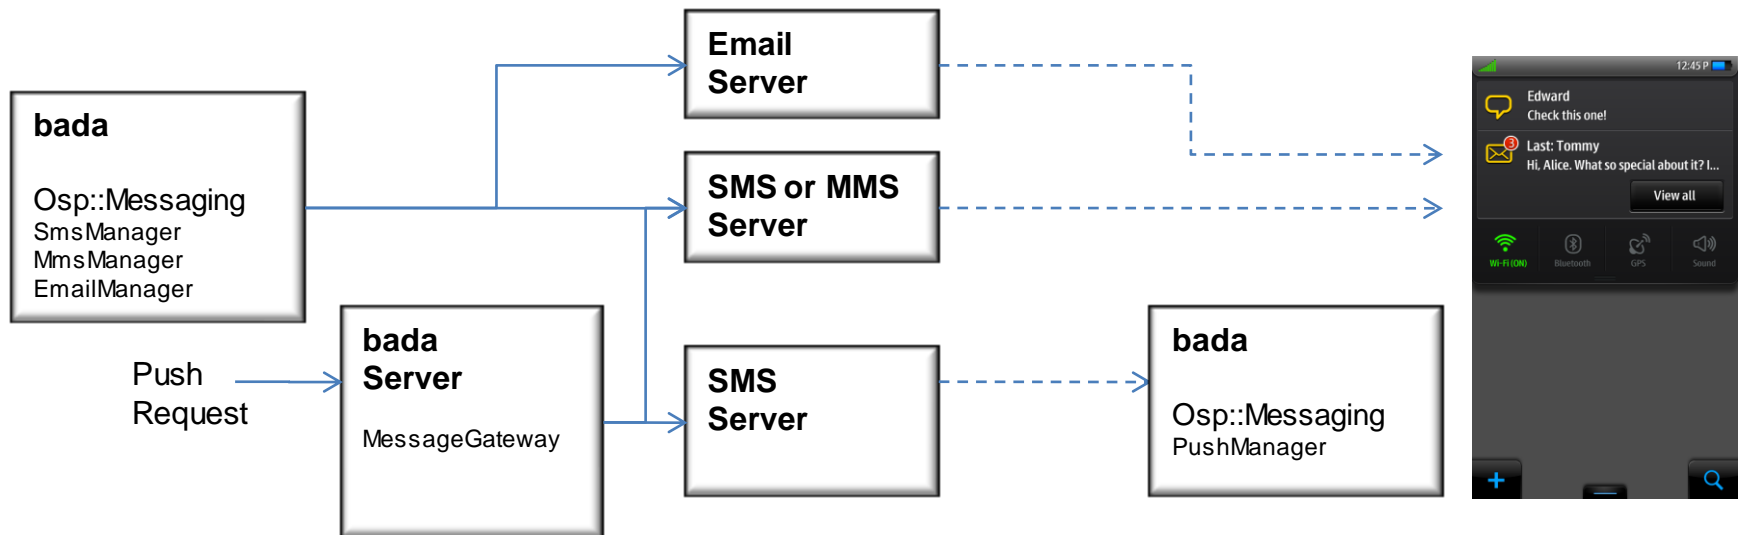 bada
Osp::Messaging
SmsManager
MmsManager
EmailManager
Push
Request
bada
Server
MessageGateway
Email
Server
SMS or MMS
Server
SMS
Server
bada
Osp::Messaging
PushManager
12:45 P
Edward
Check this one!
3
Last: Tommy
Hi, Alice. What so special about it? I...
View all
Wi-Fi (ON)
Bluetooth
GPS
Sound